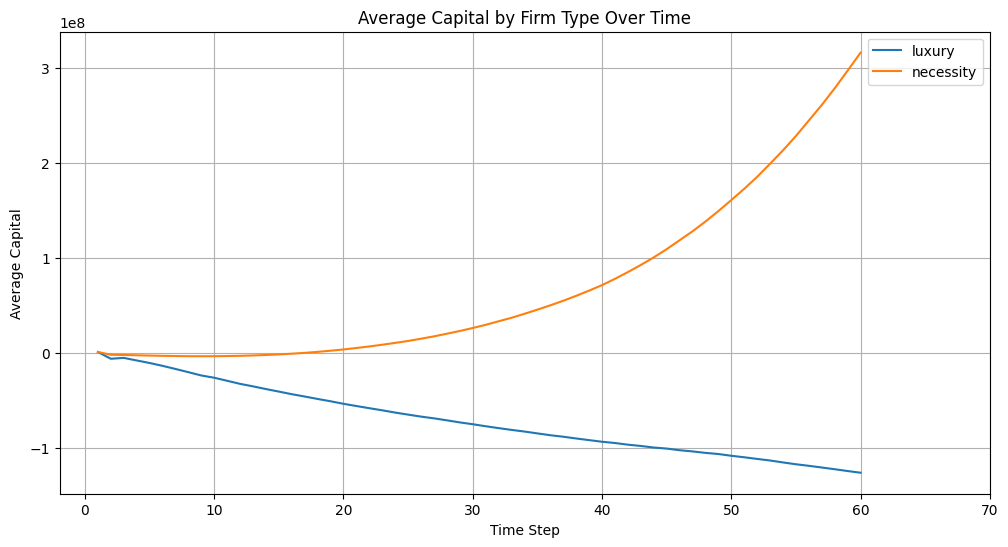 Average Capital by Firm Type Over Time
1e8
luxury
necessity
3
2
1
0
−1
Average Capital
0 10 20 30 40 50 60 70
Time Step